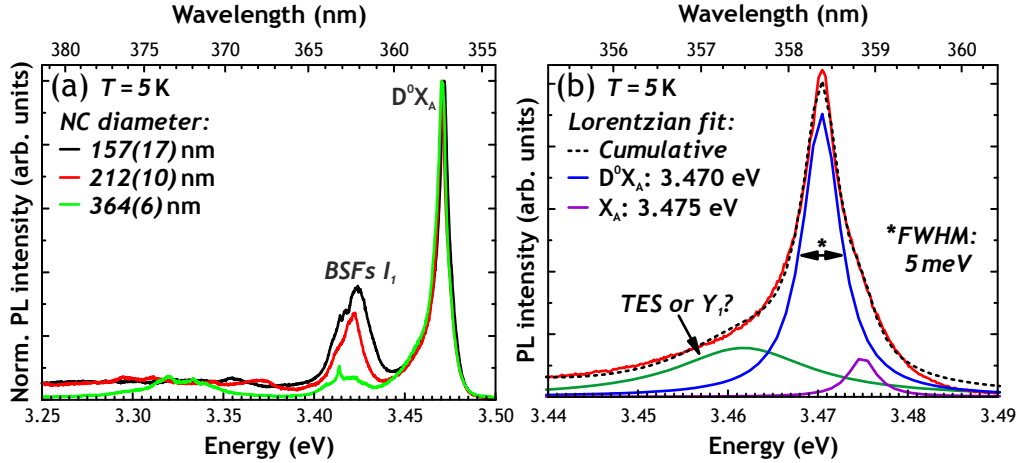 Wavelength (nm)
380 375 370 365 360 355
(a) T = 5 K
D⁰X_A
NC diameter:
157(17) nm
212(10) nm
364(6) nm
BSFs I₁
Norm. PL intensity (arb. units)
3.25 3.30 3.35 3.40 3.45 3.50
Energy (eV)
Wavelength (nm)
356 357 358 359 360
(b) T = 5 K
Lorentzian fit:
Cumulative
D⁰X_A: 3.470 eV
X_A: 3.475 eV
*
*FWHM:
5 meV
TES or Y₁?
PL intensity (arb. units)
3.44 3.46 3.47 3.48 3.49
Energy (eV)